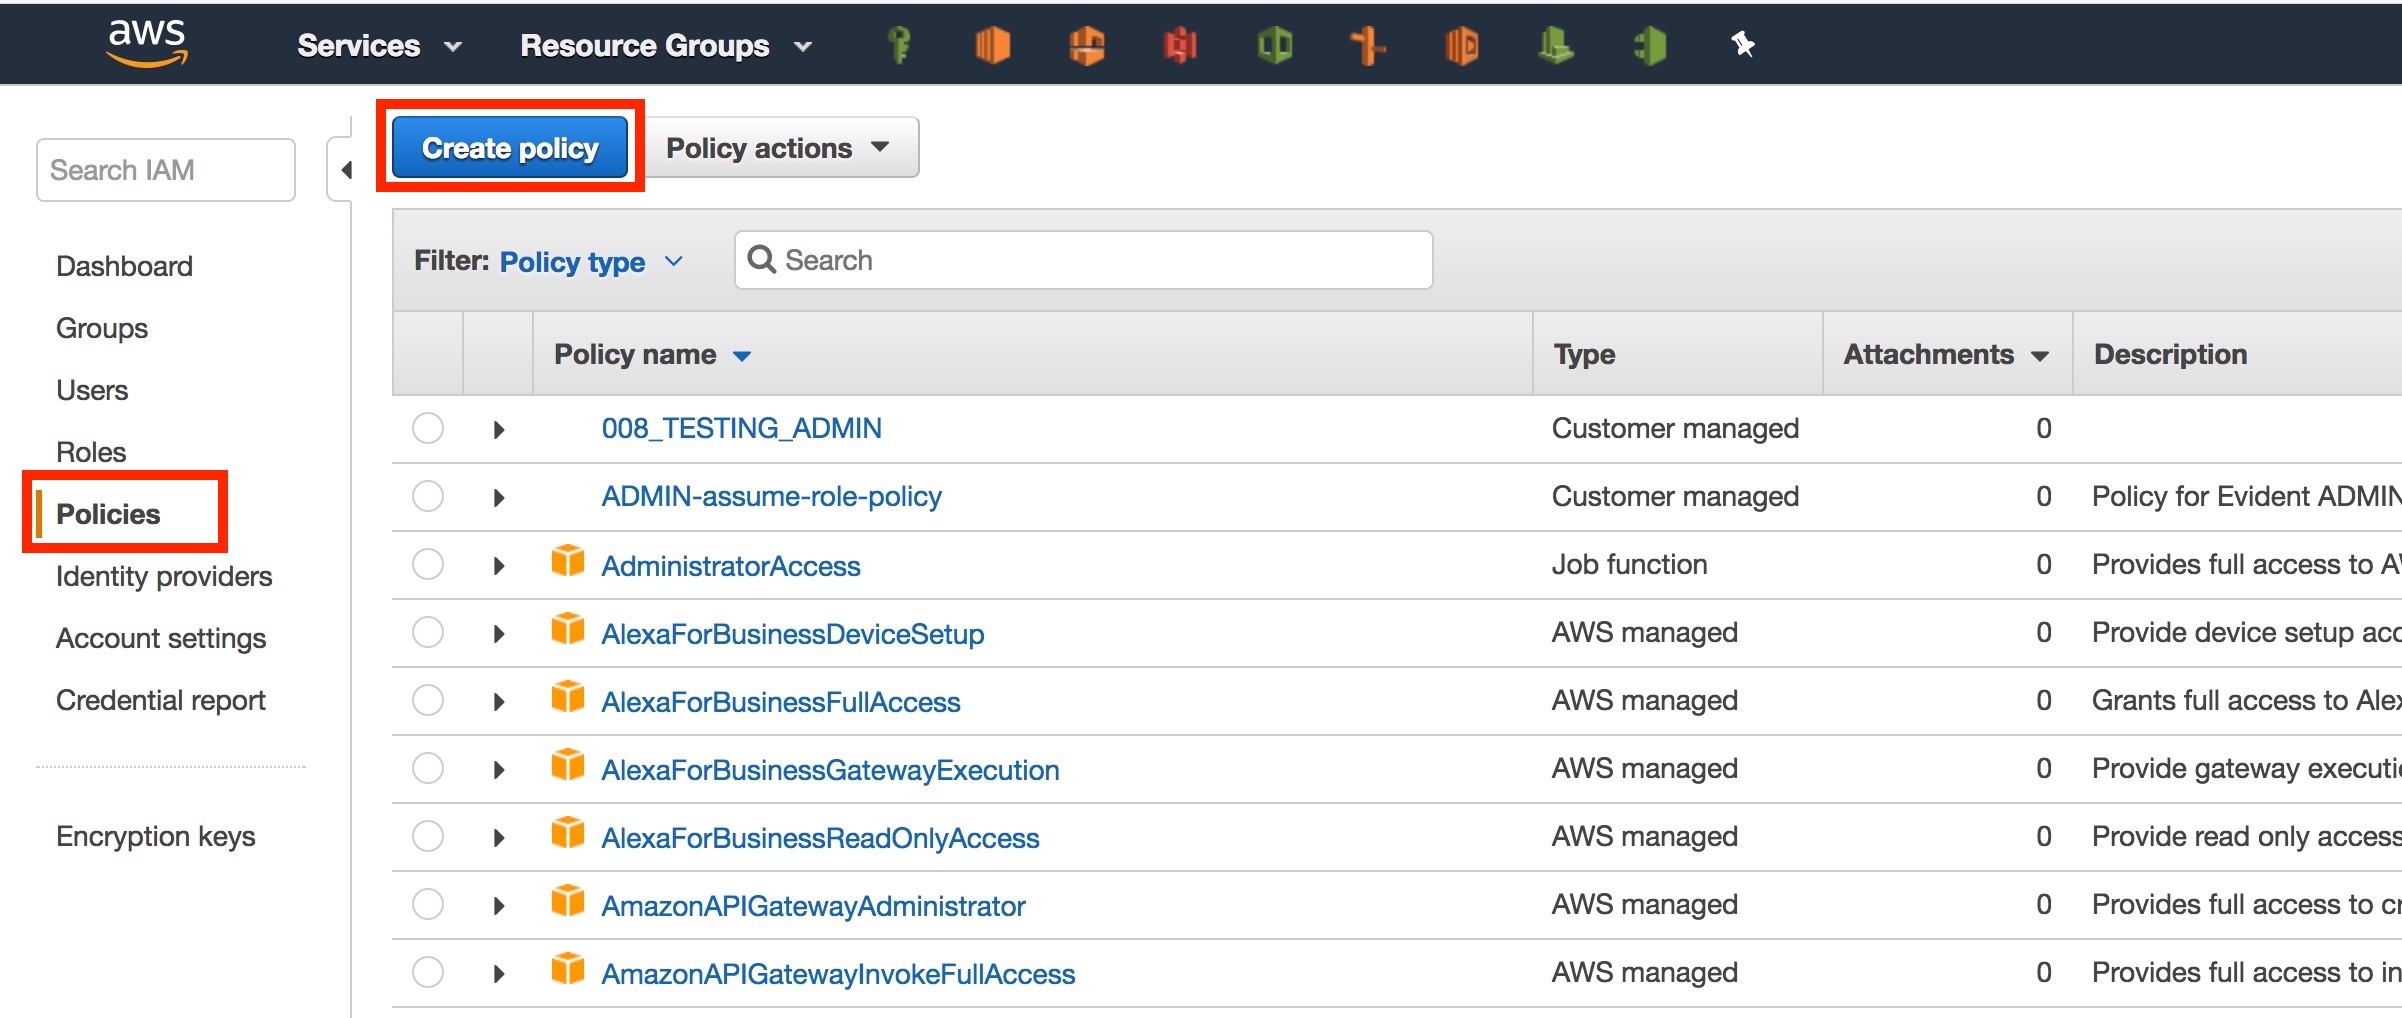 aws Services Resource Groups
Search IAM
Dashboard
Groups
Users
Roles
Policies
Identity providers
Account settings
Credential report
Encryption keys
Create policy Policy actions
Filter: Policy type Search
Policy name Type Attachments Description
008_TESTING_ADMIN Customer managed 0
ADMIN-assume-role-policy Customer managed 0 Policy for Evident ADMIN
AdministratorAccess Job function 0 Provides full access to AW
AlexaForBusinessDeviceSetup AWS managed 0 Provide device setup acc
AlexaForBusinessFullAccess AWS managed 0 Grants full access to Alex
AlexaForBusinessGatewayExecution AWS managed 0 Provide gateway executi
AlexaForBusinessReadOnlyAccess AWS managed 0 Provide read only access
AmazonAPIGatewayAdministrator AWS managed 0 Provides full access to cr
AmazonAPIGatewayInvokeFullAccess AWS managed 0 Provides full access to in